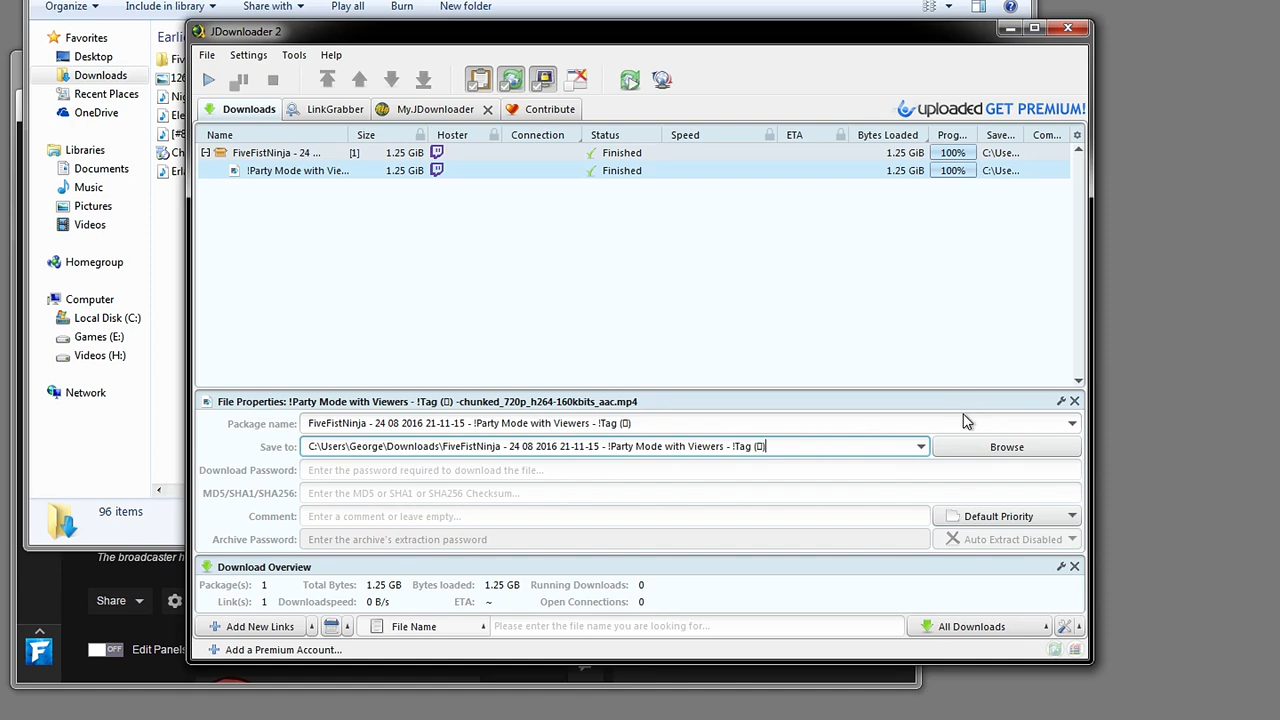 Organize Include in library Share with Play all Burn New folder
JDownloader 2
Favorites
Desktop
Downloads
Recent Places
OneDrive
Libraries
Documents
Music
Pictures
Videos
Homegroup
Computer
Local Disk (C:)
Games (E:)
Videos (H:)
Network
96 items
Earli
Fiv
126
Nig
Ele
[#8
Ch
Erla
File Settings Tools Help
Downloads LinkGrabber My.JDownloader Contribute
uploaded GET PREMIUM!
Name Size Hoster Connection Status Speed ETA Bytes Loaded Prog... Save... Com...
FiveFistNinja - 24 ... [1] 1.25 GiB Finished 1.25 GiB 100% C:\Use...
!Party Mode with Vie... 1.25 GiB Finished 1.25 GiB 100% C:\Use...
File Properties: !Party Mode with Viewers - !Tag (▯) -chunked_720p_h264-160kbits_aac.mp4
Package name: FiveFistNinja - 24 08 2016 21-11-15 - !Party Mode with Viewers - !Tag (▯)
Save to: C:\Users\George\Downloads\FiveFistNinja - 24 08 2016 21-11-15 - !Party Mode with Viewers - !Tag (▯) Browse
Download Password: Enter the password required to download the file...
MD5/SHA1/SHA256: Enter the MD5 or SHA1 or SHA256 Checksum...
Comment: Enter a comment or leave empty... Default Priority
Archive Password: Enter the archive's extraction password Auto Extract Disabled
Download Overview
Package(s): 1 Total Bytes: 1.25 GB Bytes loaded: 1.25 GB Running Downloads: 0
Link(s): 1 Downloadspeed: 0 B/s ETA: ~ Open Connections: 0
Add New Links File Name Please enter the file name you are looking for... All Downloads
Add a Premium Account...
The broadcaster h
Share
OFF Edit Panels